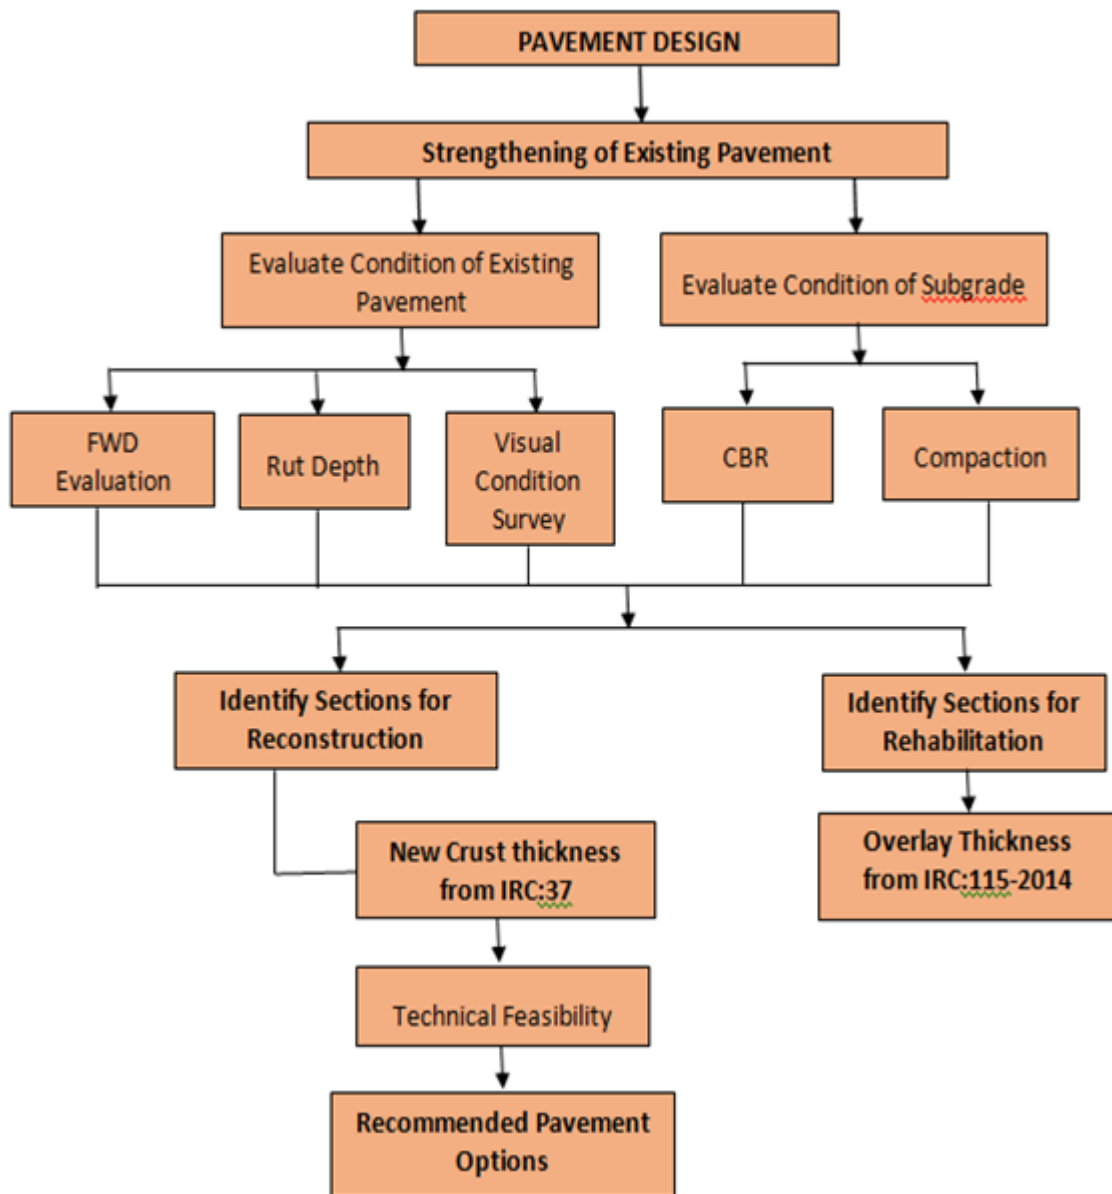 PAVEMENT DESIGN
Strengthening of Existing Pavement
Evaluate Condition of Existing
Pavement
Evaluate Condition of Subgrade
FWD
Evaluation
Rut Depth
Visual
Condition
Survey
CBR
Compaction
Identify Sections for
Reconstruction
Identify Sections for
Rehabilitation
New Crust thickness
from IRC:37
Overlay Thickness
from IRC:115-2014
Technical Feasibility
Recommended Pavement
Options